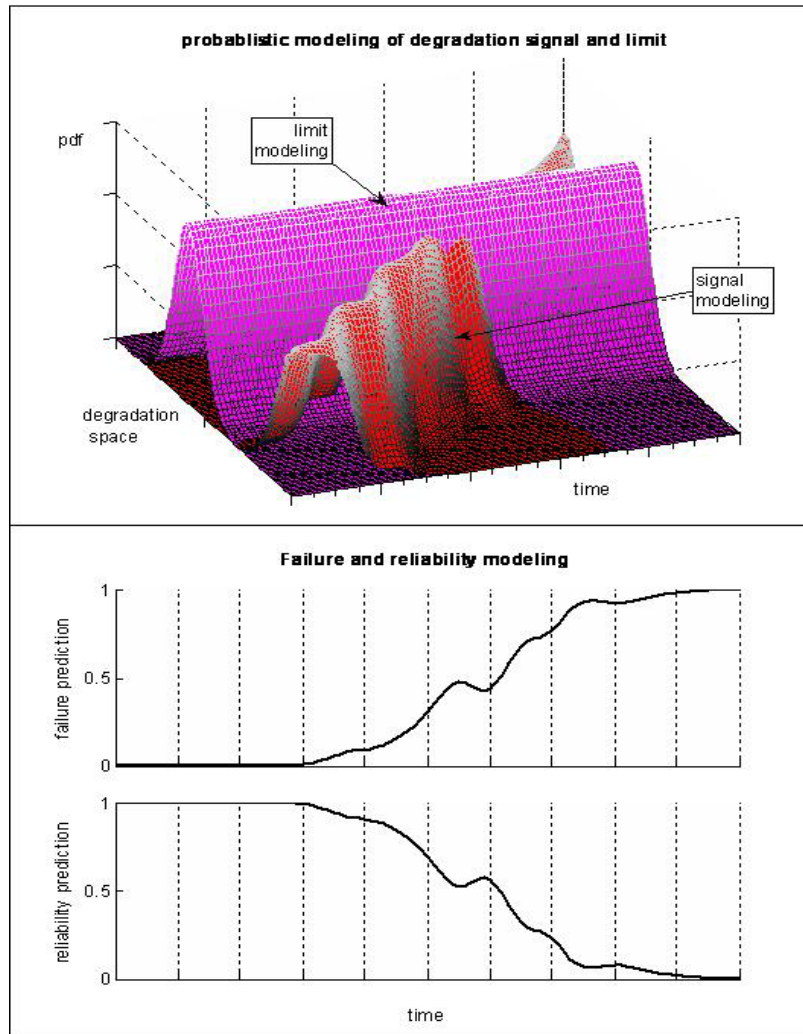 probablistic modeling of degradation signal and limit
pdf
limit
modeling
signal
modeling
degradation
space
time
Failure and reliability modeling
failure prediction
1
0.5
0
reliability prediction
1
0.5
0
time